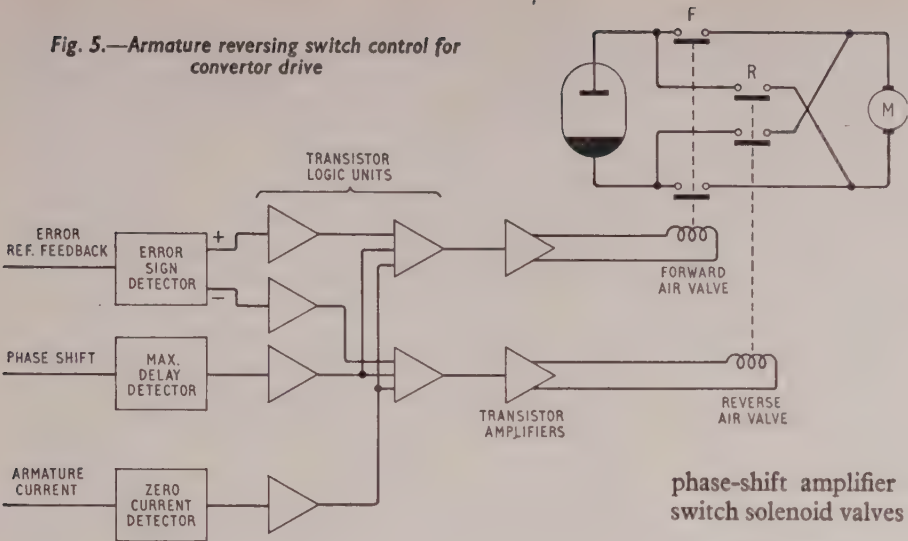 Fig. 5.—Armature reversing switch control for
convertor drive
F
R
M
TRANSISTOR
LOGIC UNITS
ERROR
REF. FEEDBACK
ERROR
SIGN
DETECTOR
+
−
FORWARD
AIR VALVE
PHASE SHIFT
MAX.
DELAY
DETECTOR
TRANSISTOR
AMPLIFIERS
REVERSE
AIR VALVE
ARMATURE
CURRENT
ZERO
CURRENT
DETECTOR
phase-shift amplifier
switch solenoid valves